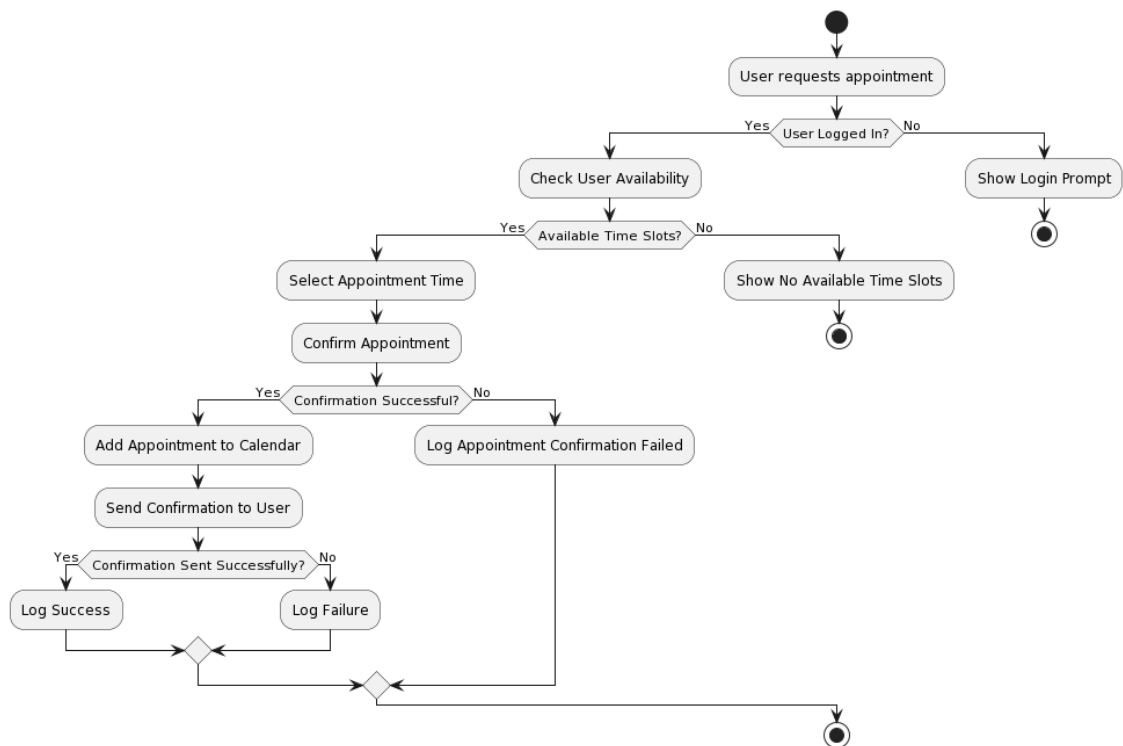 User requests appointment
Yes
User Logged In?
No
Check User Availability
Show Login Prompt
Yes
Available Time Slots?
No
Select Appointment Time
Show No Available Time Slots
Confirm Appointment
Yes
Confirmation Successful?
No
Add Appointment to Calendar
Log Appointment Confirmation Failed
Send Confirmation to User
Yes
Confirmation Sent Successfully?
No
Log Success
Log Failure